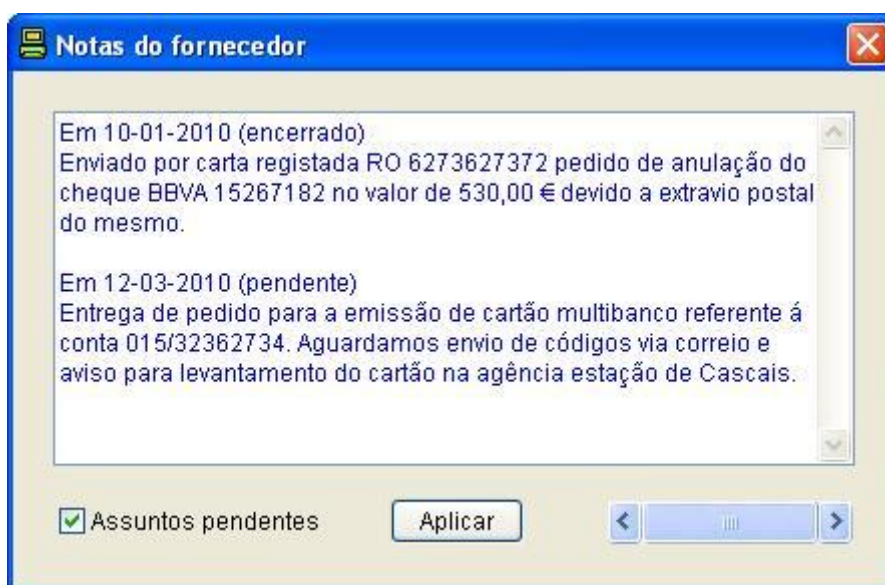 Notas do fornecedor
Em 10-01-2010 (encerrado)
Enviado por carta registada RO 6273627372 pedido de anulação do
cheque BBVA 15267182 no valor de 530,00 € devido a extravio postal
do mesmo.
Em 12-03-2010 (pendente)
Entrega de pedido para a emissão de cartão multibanco referente á
conta 015/32362734. Aguardamos envio de códigos via correio e
aviso para levantamento do cartão na agência estação de Cascais.
Assuntos pendentes
Aplicar